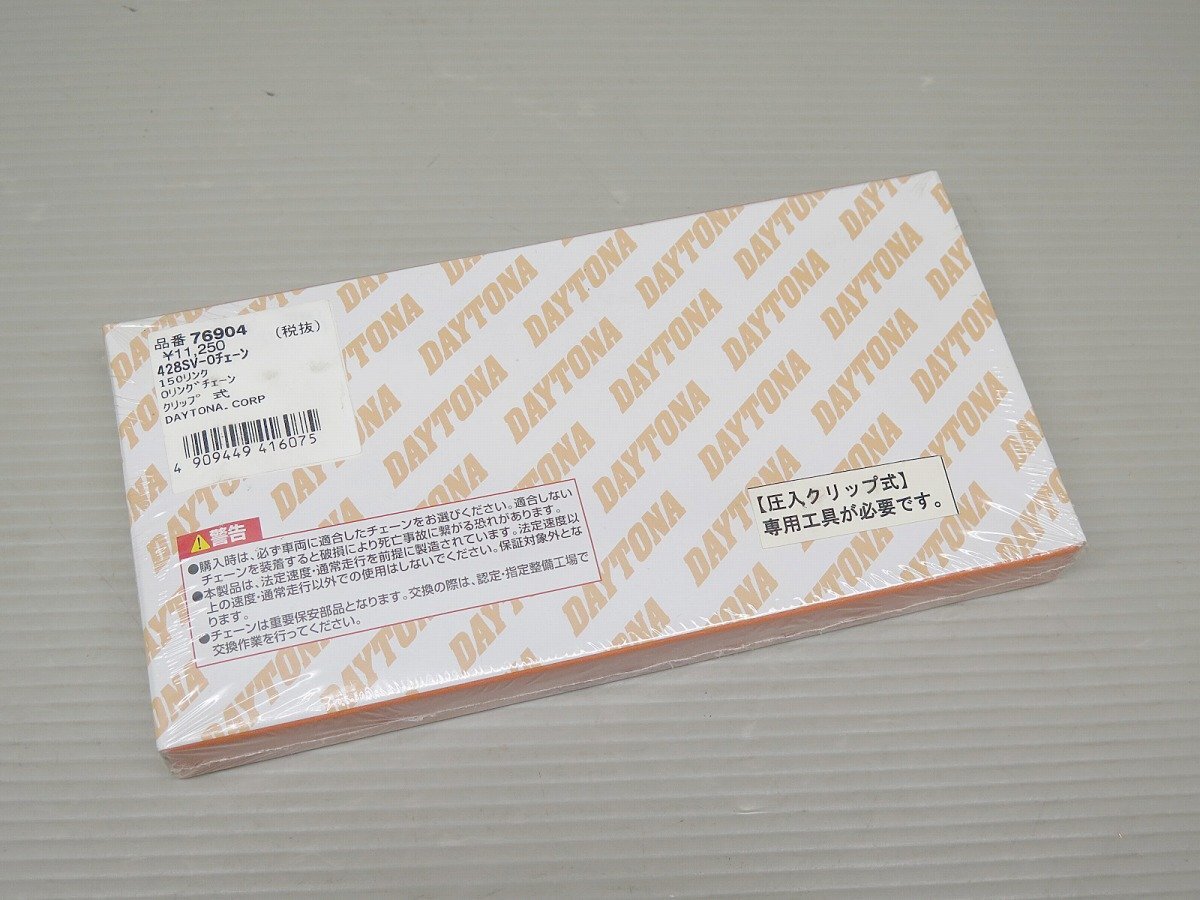 品番 76904 (税抜)
¥11,250
428SV-Oチェーン
150リンク
Oリングチェーン
クリップ 式
DAYTONA.CORP
4 909449 416075
警告
●購入時は、必ず車両に適合したチェーンをお選びください。適合しない
チェーンを装着すると破損により死亡事故に繋がる恐れがあります。
●本製品は、法定速度・通常走行を前提に製造されています。法定速度以
上の速度・通常走行以外での使用はしないでください。保証対象外とな
ります。
●チェーンは重要保安部品となります。交換の際は、認定・指定整備工場で
交換作業を行ってください。
【圧入クリップ式】
専用工具が必要です。
DAYTONA
DAYTONA
DAYTONA
DAYTONA
DAYTONA
DAYTONA
DAYTONA
DAYTONA
DAYTONA
DAYTONA
DAYTONA
DAYTONA